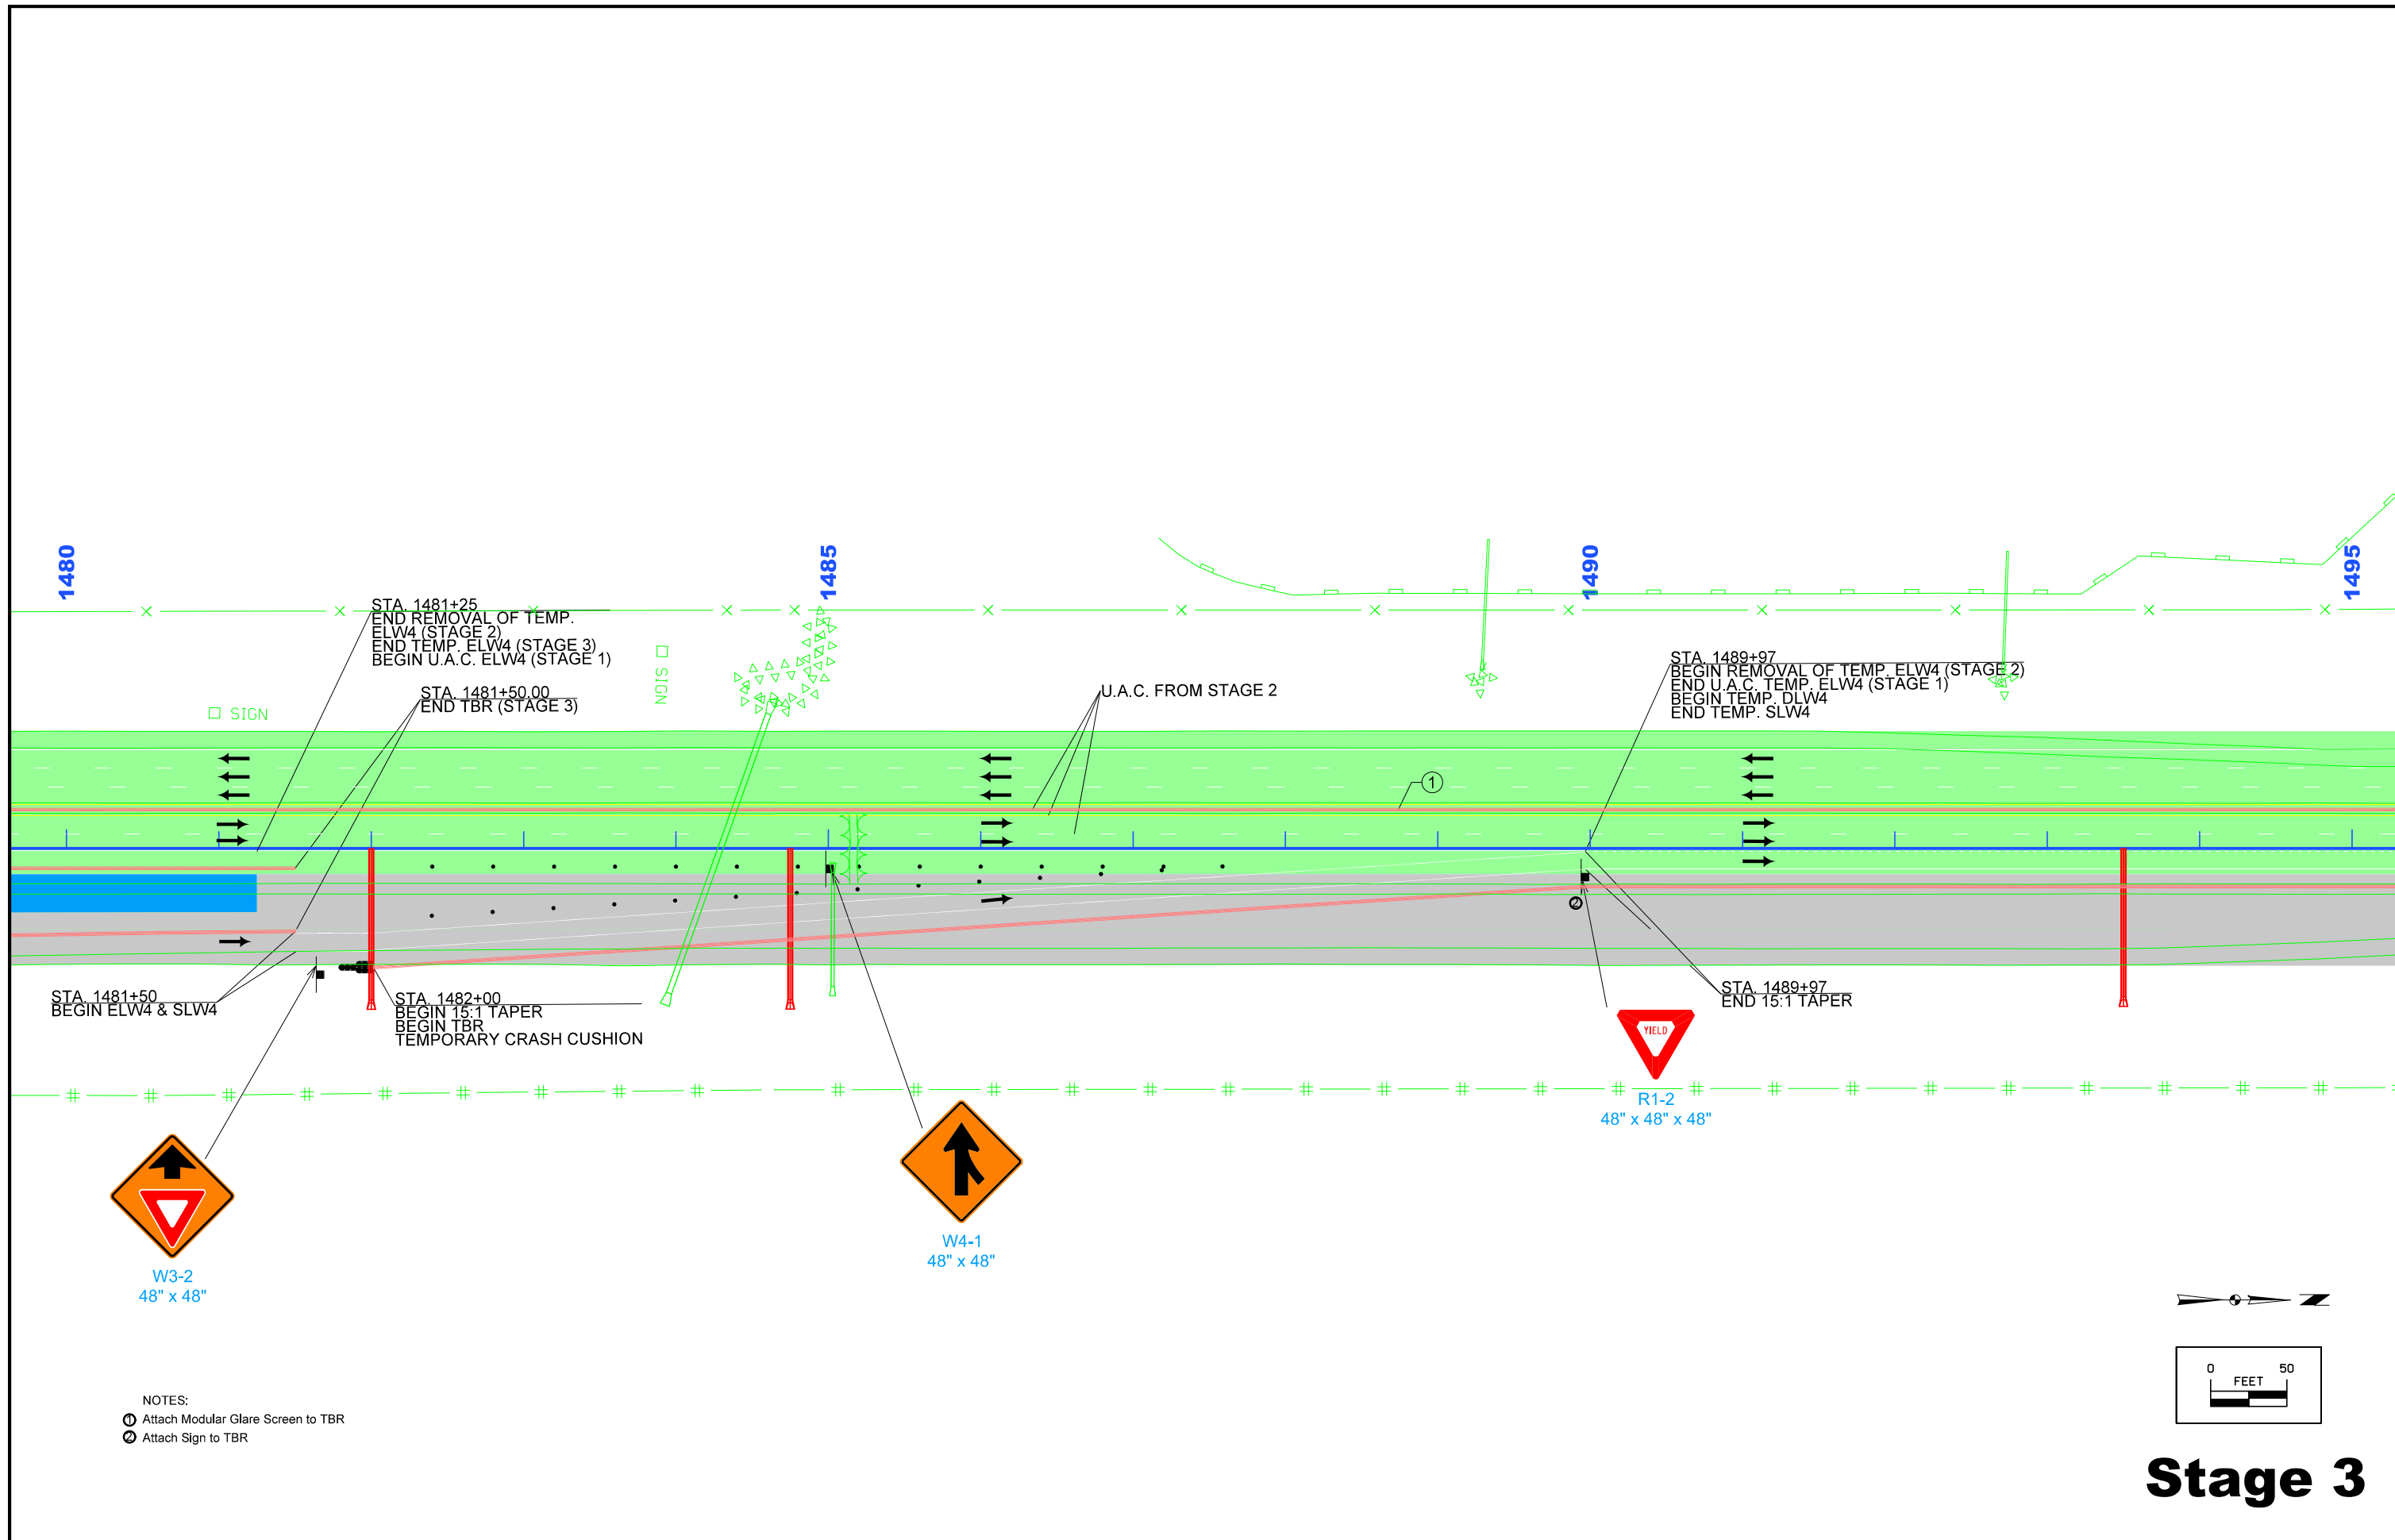 1480
1485
1490
1495
STA. 1481+25
END REMOVAL OF TEMP.
ELW4 (STAGE 2)
END TEMP. ELW4 (STAGE 3)
BEGIN U.A.C. ELW4 (STAGE 1)
STA. 1481+50.00
END TBR (STAGE 3)
SIGN
SIGN
U.A.C. FROM STAGE 2
STA. 1489+97
BEGIN REMOVAL OF TEMP. ELW4 (STAGE 2)
END U.A.C. TEMP. ELW4 (STAGE 1)
BEGIN TEMP. DLW4
END TEMP. SLW4
1
2
STA. 1481+50
BEGIN ELW4 & SLW4
STA. 1482+00
BEGIN 15:1 TAPER
BEGIN TBR
TEMPORARY CRASH CUSHION
STA. 1489+97
END 15:1 TAPER
YIELD
R1-2
48" x 48" x 48"
W4-1
48" x 48"
W3-2
48" x 48"
N
0 50
FEET
NOTES:
1 Attach Modular Glare Screen to TBR
2 Attach Sign to TBR
Stage 3